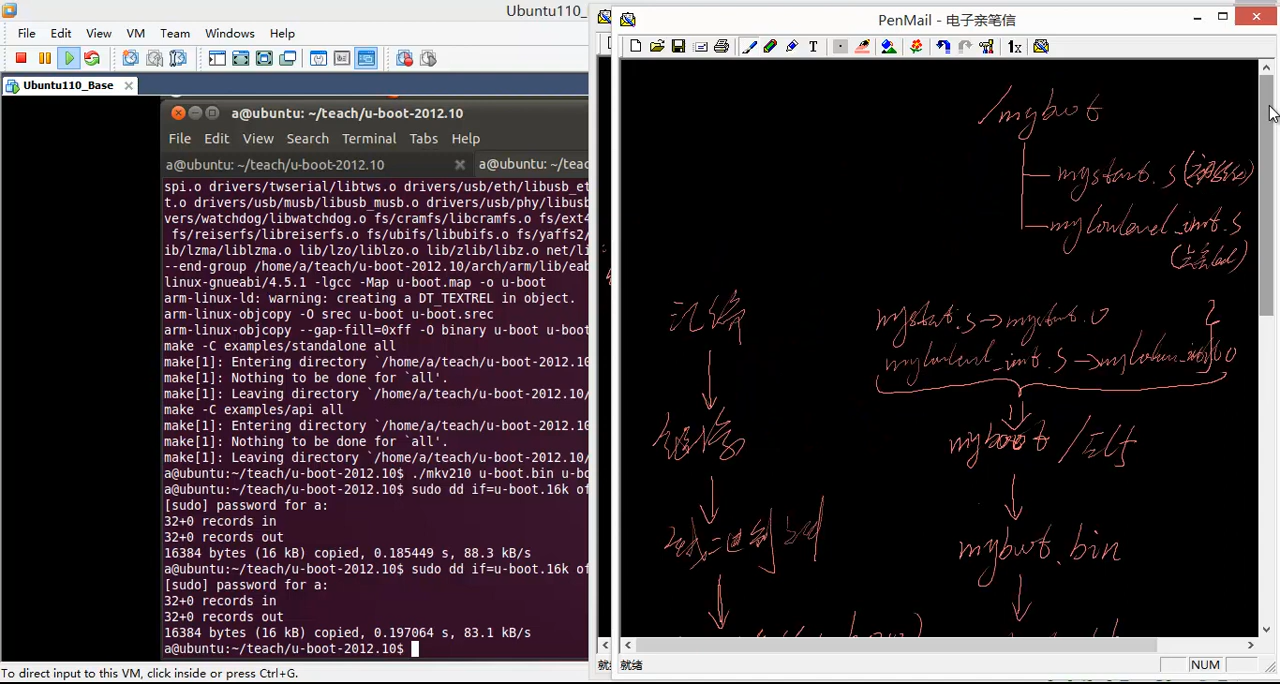 Ubuntu110_
File Edit View VM Team Windows Help
Ubuntu110_Base
a@ubuntu: ~/teach/u-boot-2012.10
File Edit View Search Terminal Tabs Help
a@ubuntu: ~/teach/u-boot-2012.10
a@ubuntu: ~/teach/u-boot-2012.10
spi.o drivers/twserial/libtws.o drivers/usb/eth/libusb_et
t.o drivers/usb/musb/libusb_musb.o drivers/usb/phy/libusb
vers/watchdog/libwatchdog.o fs/cramfs/libcramfs.o fs/ext4
fs/reiserfs/libreiserfs.o fs/ubifs/libubifs.o fs/yaffs2/
ib/lzma/liblzma.o lib/lzo/liblzo.o lib/zlib/libz.o net/li
--end-group /home/a/teach/u-boot-2012.10/arch/arm/lib/eab
linux-gnueabi/4.5.1 -lgcc -Map u-boot.map -o u-boot
arm-linux-ld: warning: creating a DT_TEXTREL in object.
arm-linux-objcopy -O srec u-boot u-boot.srec
arm-linux-objcopy --gap-fill=0xff -O binary u-boot u-boot
make -C examples/standalone all
make[1]: Entering directory `/home/a/teach/u-boot-2012.10
make[1]: Nothing to be done for `all'.
make[1]: Leaving directory `/home/a/teach/u-boot-2012.10/
make -C examples/api all
make[1]: Entering directory `/home/a/teach/u-boot-2012.10
make[1]: Nothing to be done for `all'.
make[1]: Leaving directory `/home/a/teach/u-boot-2012.10/
a@ubuntu:~/teach/u-boot-2012.10$ ./mkv210 u-boot.bin u-bo
a@ubuntu:~/teach/u-boot-2012.10$ sudo dd if=u-boot.16k of
[sudo] password for a:
32+0 records in
32+0 records out
16384 bytes (16 kB) copied, 0.185449 s, 88.3 kB/s
a@ubuntu:~/teach/u-boot-2012.10$ sudo dd if=u-boot.16k of
[sudo] password for a:
32+0 records in
32+0 records out
16384 bytes (16 kB) copied, 0.197064 s, 83.1 kB/s
a@ubuntu:~/teach/u-boot-2012.10$
To direct input to this VM, click inside or press Ctrl+G.
PenMail - 电子亲笔信
T 1x
/myboot
mystart.s
mylowlevel_init.s
汇编
mystart.s→mystart.o
mylowlevel_init.s→
链接
myboot /Elf
二进制
myboot.bin
就绪
就绪
NUM